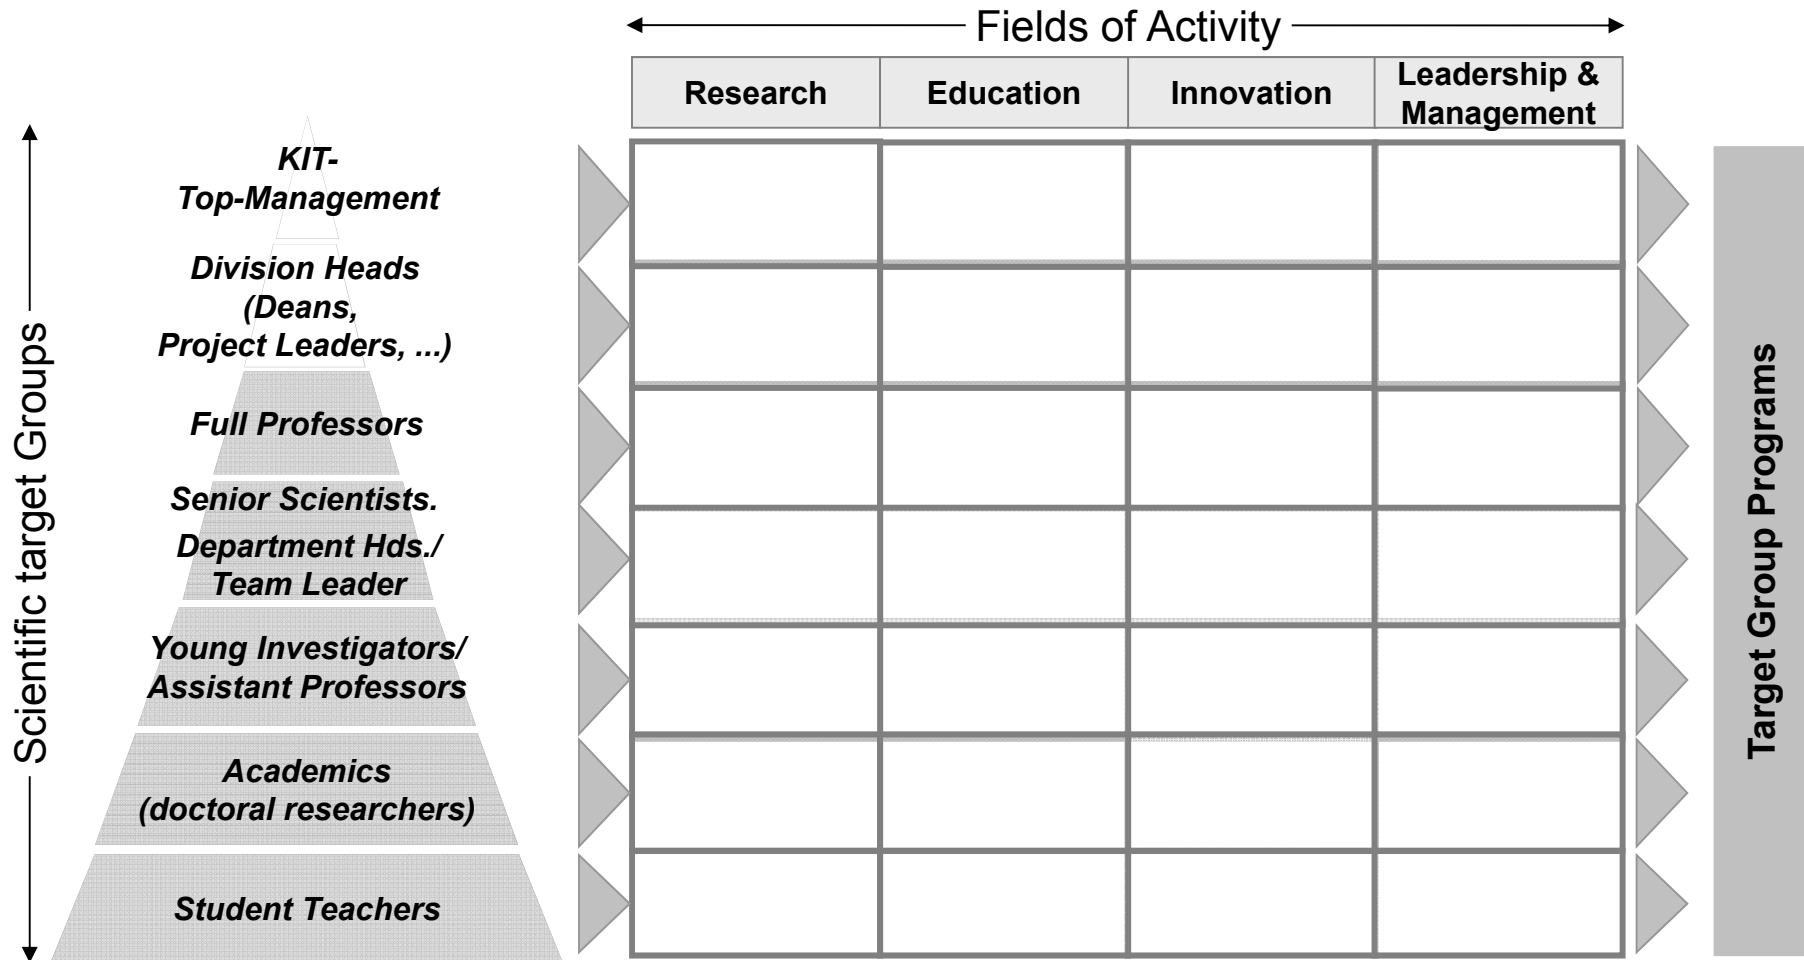 Fields of Activity
Research
Education
Innovation
Leadership &
Management
Scientific target Groups
KIT-
Top-Management
Division Heads
(Deans,
Project Leaders, ...)
Full Professors
Senior Scientists.
Department Hds./
Team Leader
Young Investigators/
Assistant Professors
Academics
(doctoral researchers)
Student Teachers
Target Group Programs